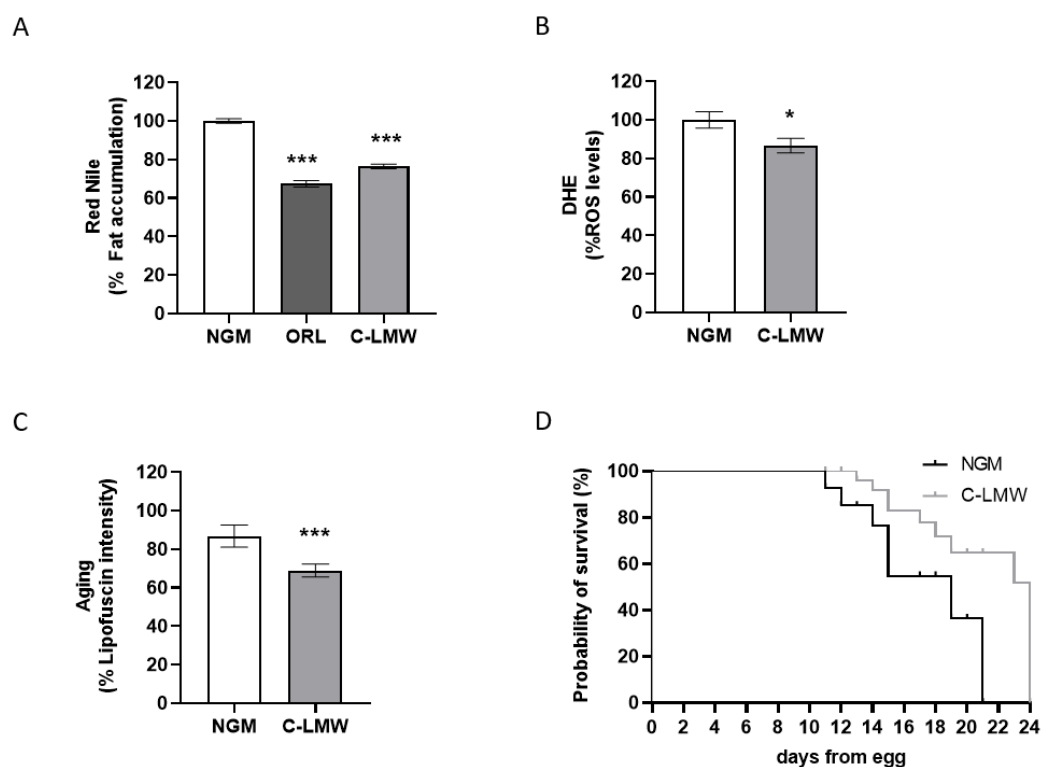 A
Red Nile
(% Fat accumulation)
120
100
80
60
40
20
0
***
***
NGM ORL C-LMW
B
DHE
(%ROS levels)
120
100
80
60
40
20
0
*
NGM C-LMW
C
Aging
(% Lipofuscin intensity)
120
100
80
60
40
20
0
***
NGM C-LMW
D
Probability of survival (%)
100
80
60
40
20
0
NGM
C-LMW
0 2 4 6 8 10 12 14 16 18 20 22 24
days from egg